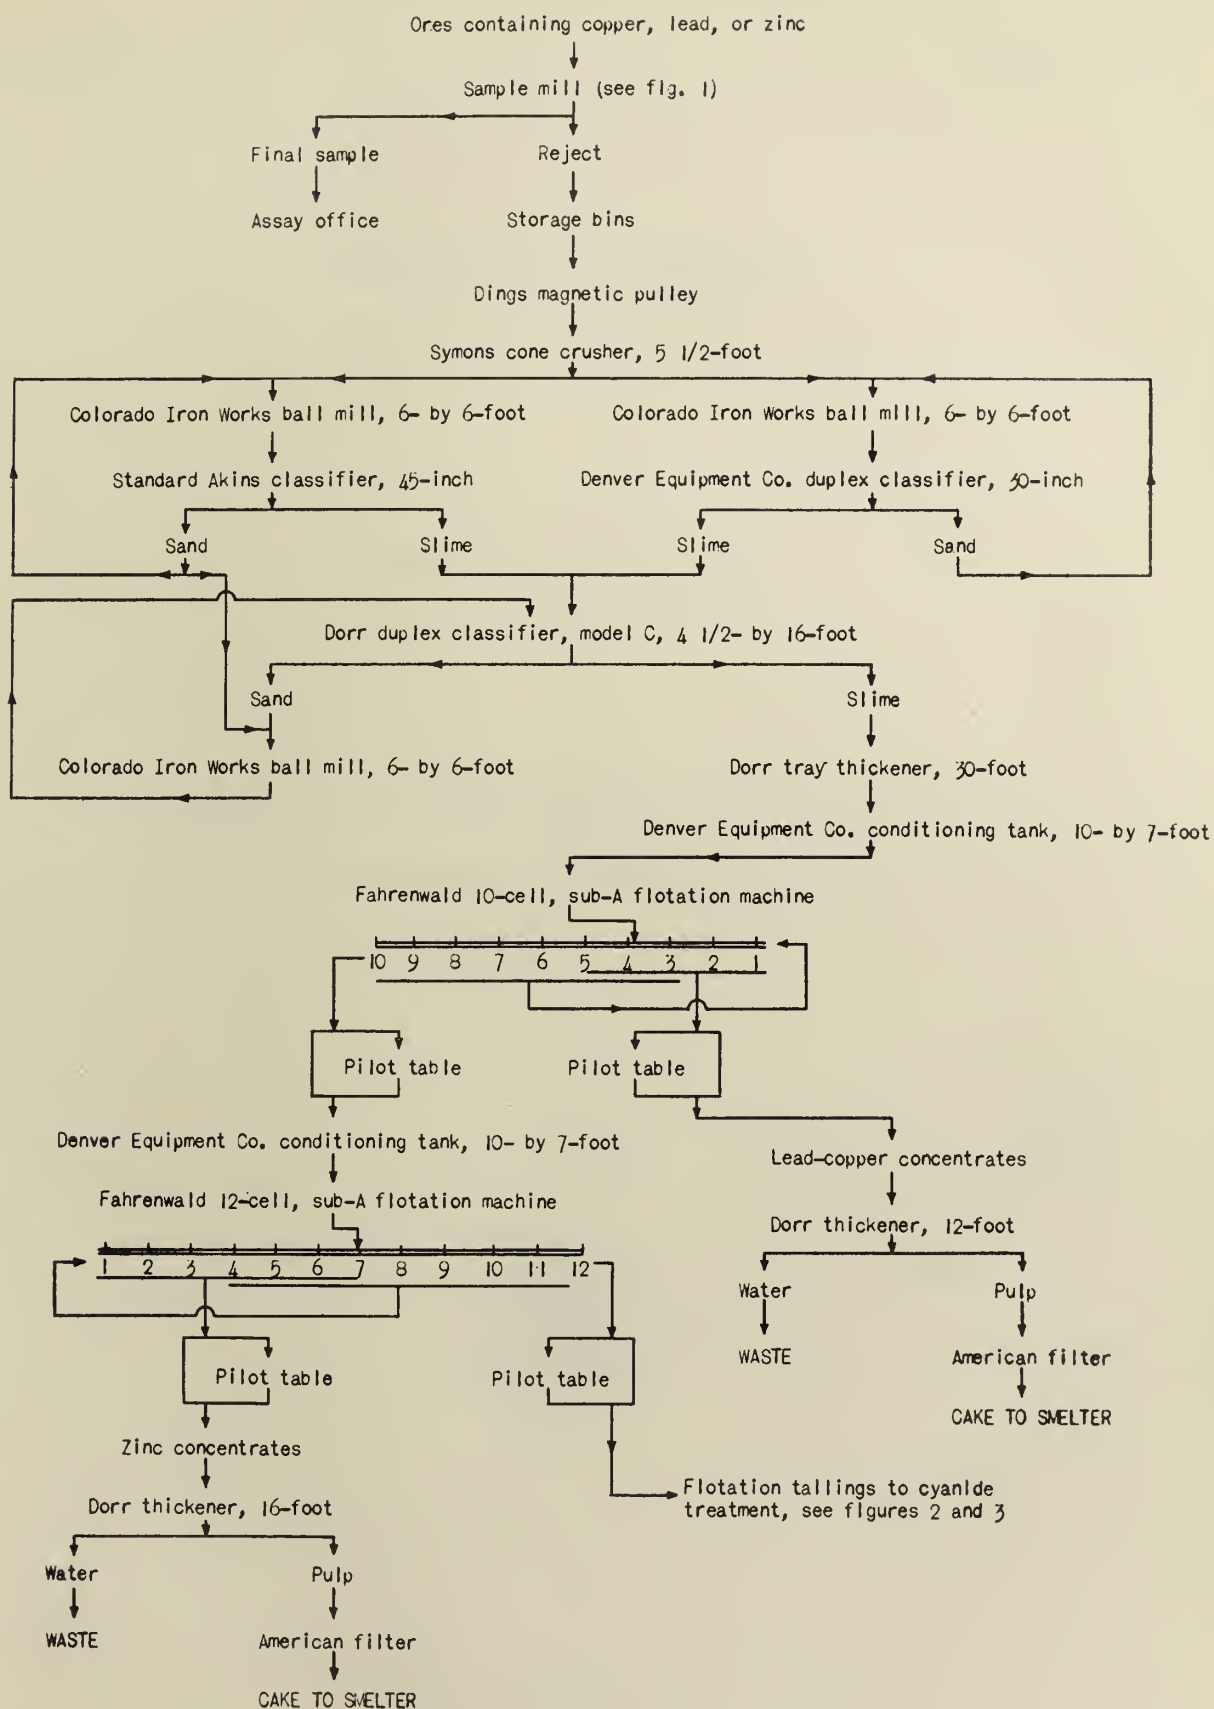 Ores containing copper, lead, or zinc
Sample mill (see fig. 1)
Final sample
Reject
Assay office
Storage bins
Dings magnetic pulley
Symons cone crusher, 5 1/2-foot
Colorado Iron Works ball mill, 6- by 6-foot
Colorado Iron Works ball mill, 6- by 6-foot
Standard Akins classifier, 45-inch
Denver Equipment Co. duplex classifier, 30-inch
Sand
Slime
Slime
Sand
Dorr duplex classifier, model C, 4 1/2- by 16-foot
Sand
Slime
Colorado Iron Works ball mill, 6- by 6-foot
Dorr tray thickener, 30-foot
Denver Equipment Co. conditioning tank, 10- by 7-foot
Fahrenwald 10-cell, sub-A flotation machine
10 9 8 7 6 5 4 3 2 1
Pilot table
Pilot table
Denver Equipment Co. conditioning tank, 10- by 7-foot
Lead-copper concentrates
Fahrenwald 12-cell, sub-A flotation machine
Dorr thickener, 12-foot
1 2 3 4 5 6 7 8 9 10 11 12
Water
Pulp
WASTE
American filter
Pilot table
Pilot table
CAKE TO SMELTER
Zinc concentrates
Flotation tailings to cyanide
treatment, see figures 2 and 3
Dorr thickener, 16-foot
Water
Pulp
WASTE
American filter
CAKE TO SMELTER